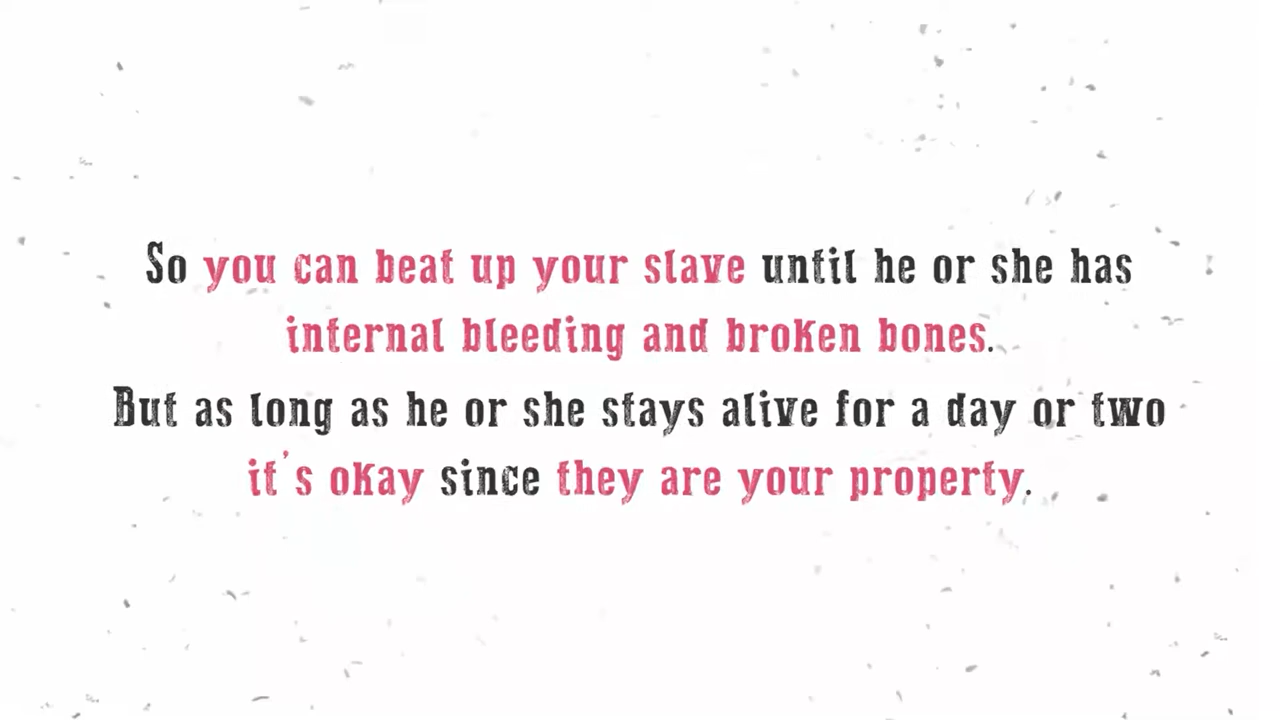 So you can beat up your slave until he or she has
internal bleeding and broken bones.
But as long as he or she stays alive for a day or two
it's okay since they are your property.